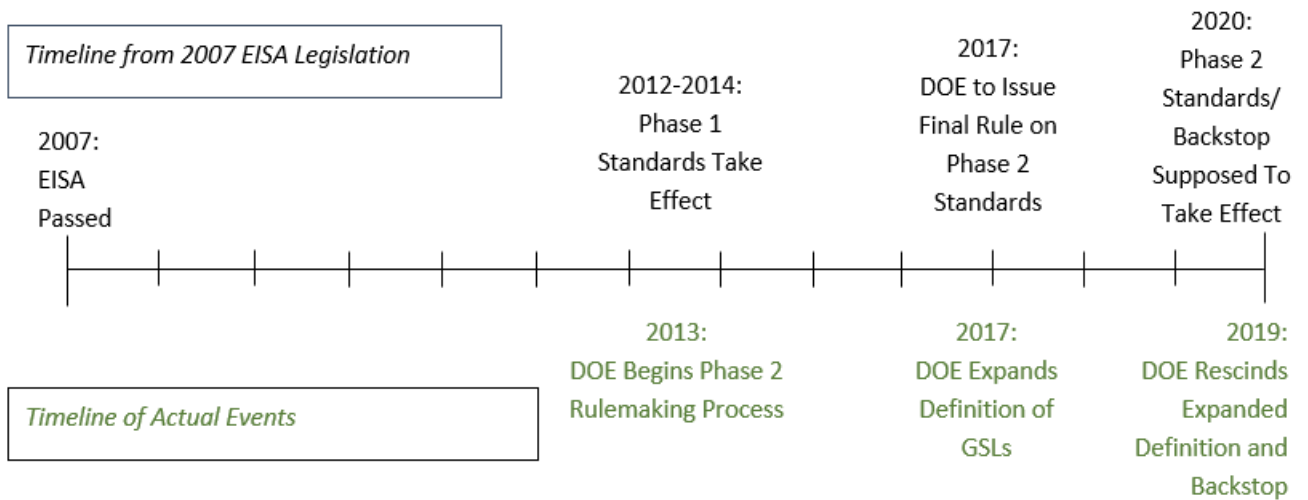 Timeline from 2007 EISA Legislation
2007:
EISA
Passed
2012-2014:
Phase 1
Standards Take
Effect
2017:
DOE to Issue
Final Rule on
Phase 2
Standards
2020:
Phase 2
Standards/
Backstop
Supposed To
Take Effect
Timeline of Actual Events
2013:
DOE Begins Phase 2
Rulemaking Process
2017:
DOE Expands
Definition of
GSLs
2019:
DOE Rescinds
Expanded
Definition and
Backstop